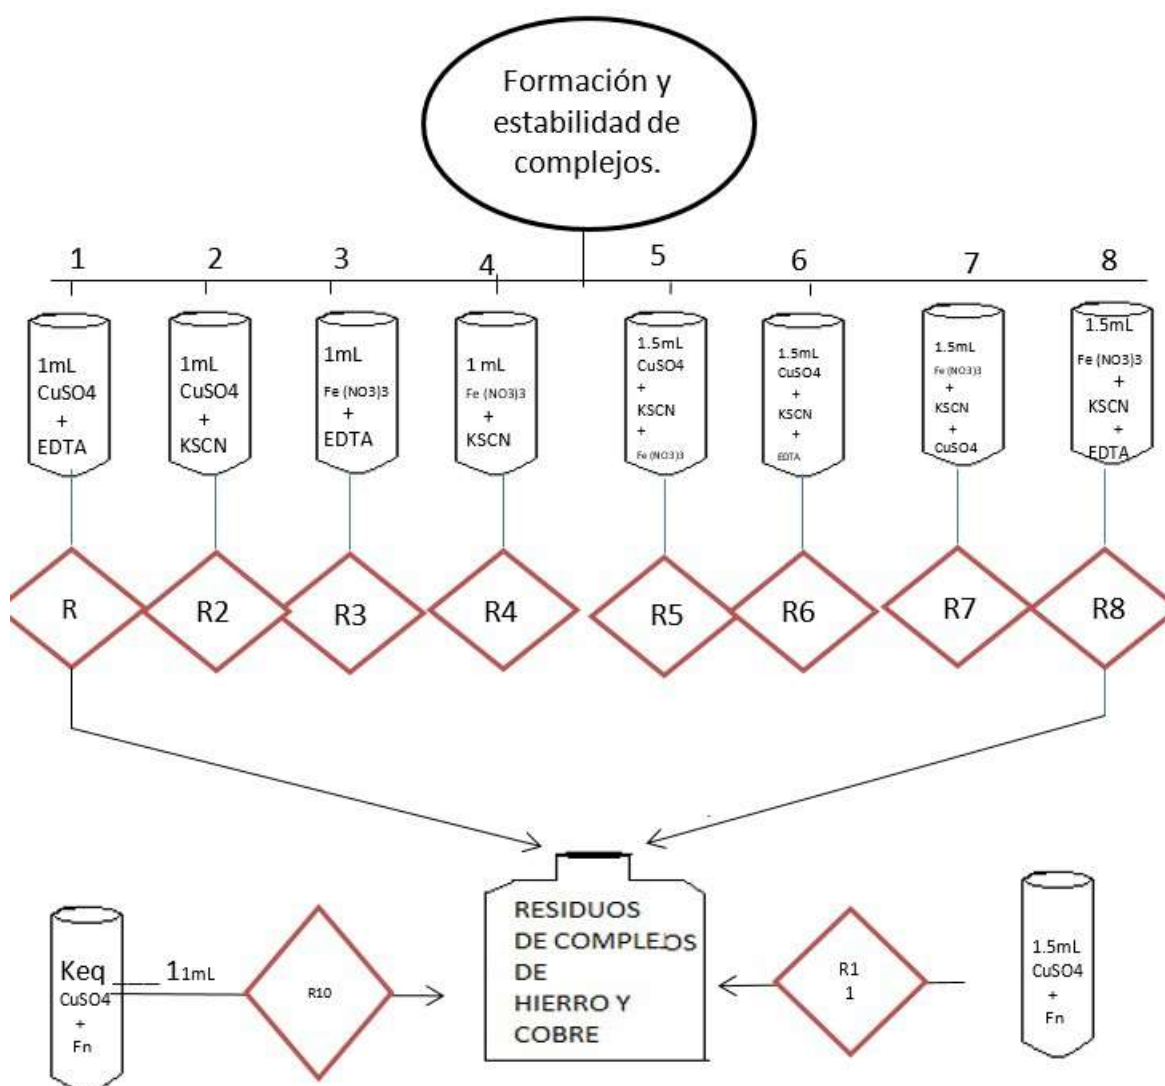 Formación y
estabilidad de
complejos.
1 2 3 4 5 6 7 8
1mL
CuSO4
+
EDTA
1mL
CuSO4
+
KSCN
1mL
Fe (NO3)3
+
EDTA
1 mL
Fe (NO3)3
+
KSCN
1.5mL
CuSO4
+
KSCN
+
Fe (NO3)3
1.5mL
CuSO4
+
KSCN
+
EDTA
1.5mL
Fe (NO3)3
+
KSCN
+
CuSO4
1.5mL
Fe (NO3)3
+
KSCN
+
EDTA
R
R2
R3
R4
R5
R6
R7
R8
Keq
CuSO4
+
Fn
11mL
R10
RESIDUOS
DE COMPLEJOS
DE
HIERRO Y
COBRE
R1
1
1.5mL
CuSO4
+
Fn